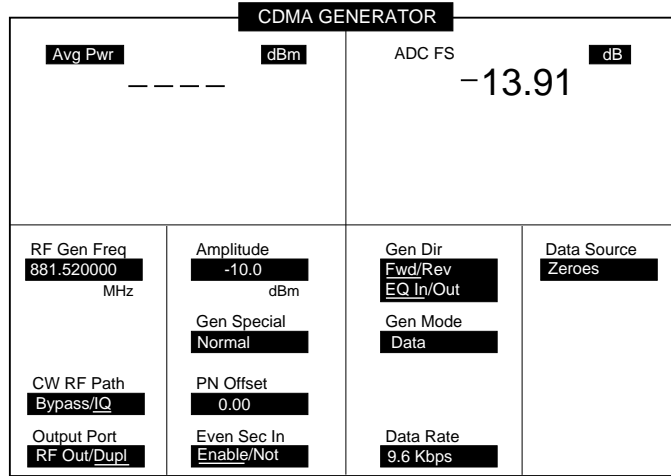 CDMA GENERATOR
Avg Pwr dBm
– – – –
ADC FS dB
–13.91
RF Gen Freq
881.520000
MHz
CW RF Path
Bypass/IQ
Output Port
RF Out/Dupl
Amplitude
-10.0
dBm
Gen Special
Normal
PN Offset
0.00
Even Sec In
Enable/Not
Gen Dir
Fwd/Rev
EQ In/Out
Gen Mode
Data
Data Rate
9.6 Kbps
Data Source
Zeroes